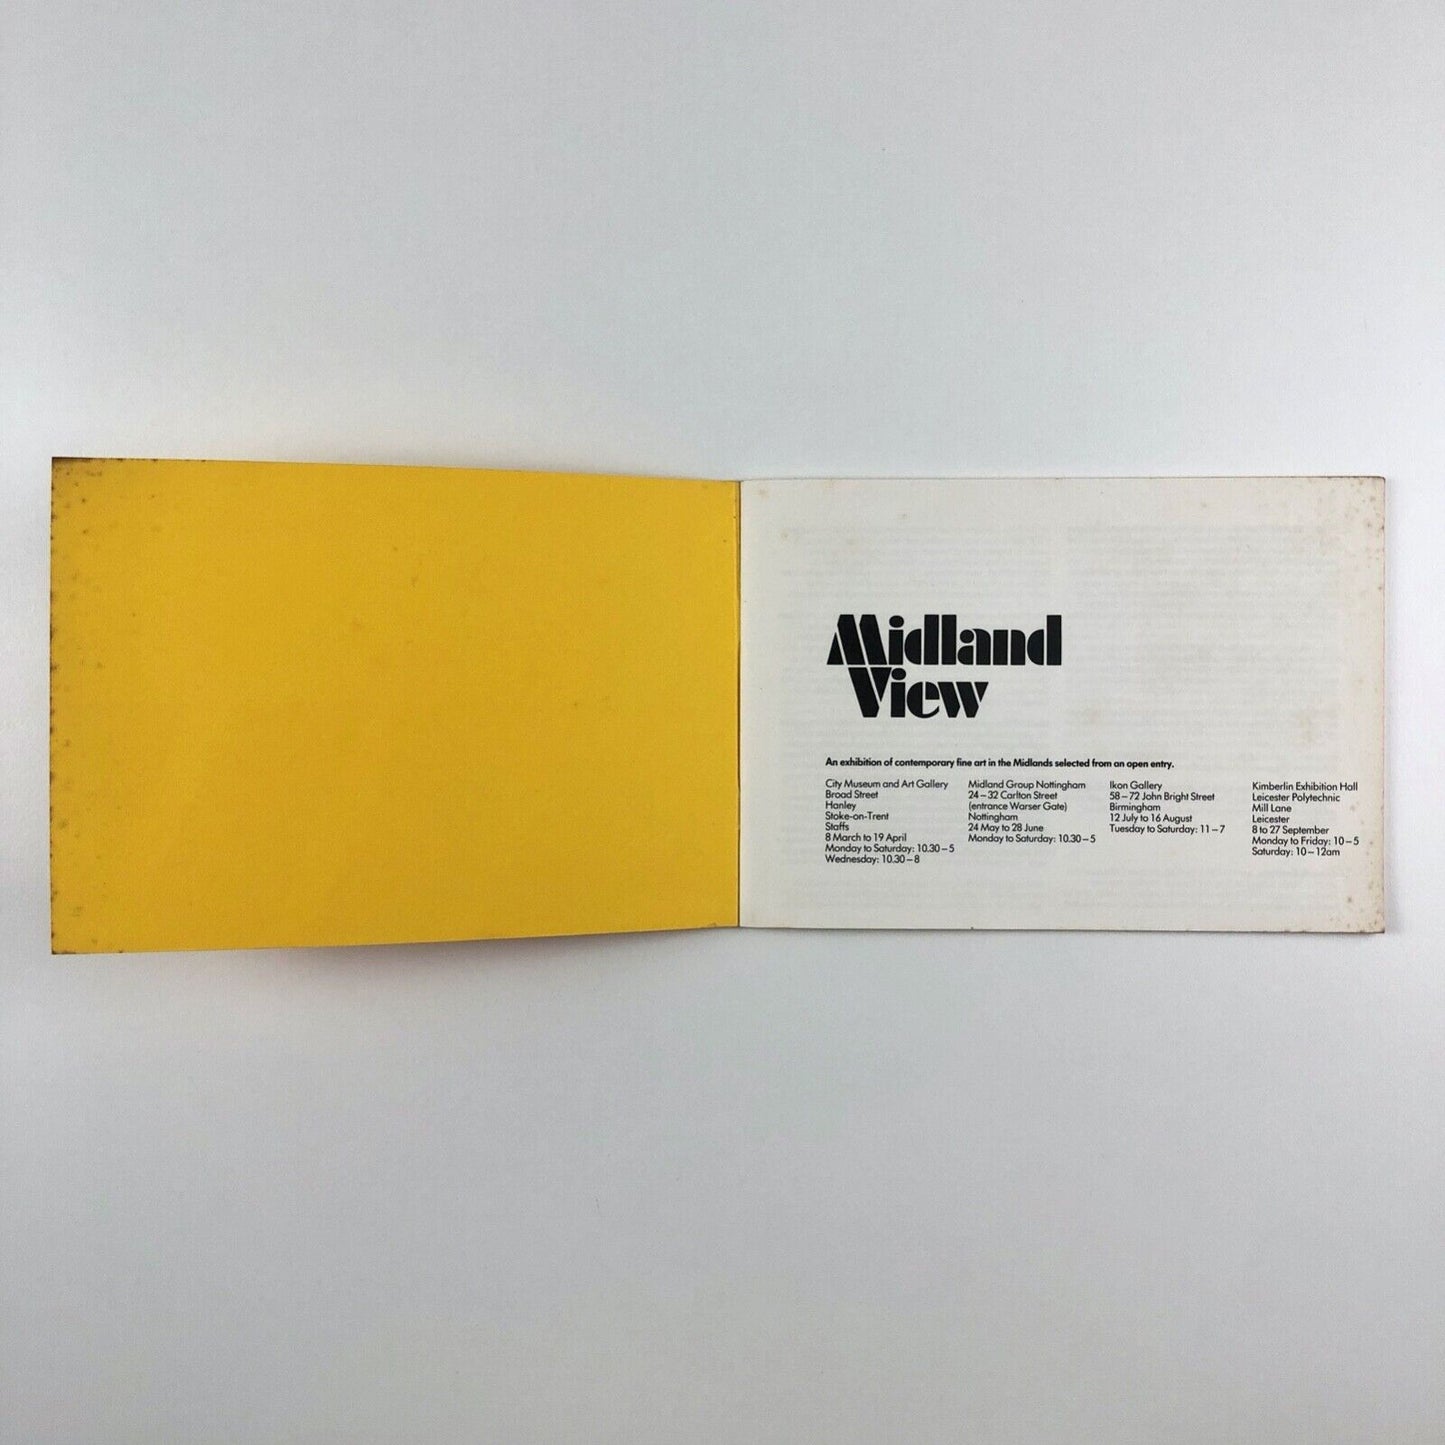 Midland
View
An exhibition of contemporary fine art in the Midlands selected from an open entry.
City Museum and Art Gallery
Broad Street
Hanley
Stoke-on-Trent
Staffs
8 March to 19 April
Monday to Saturday: 10.30–5
Wednesday: 10.30–8
Midland Group Nottingham
24–32 Carlton Street
(entrance Warser Gate)
Nottingham
24 May to 28 June
Monday to Saturday: 10.30–5
Ikon Gallery
58–72 John Bright Street
Birmingham
12 July to 16 August
Tuesday to Saturday: 11–7
Kimberlin Exhibition Hall
Leicester Polytechnic
Mill Lane
Leicester
8 to 27 September
Monday to Friday: 10–5
Saturday: 10–12am